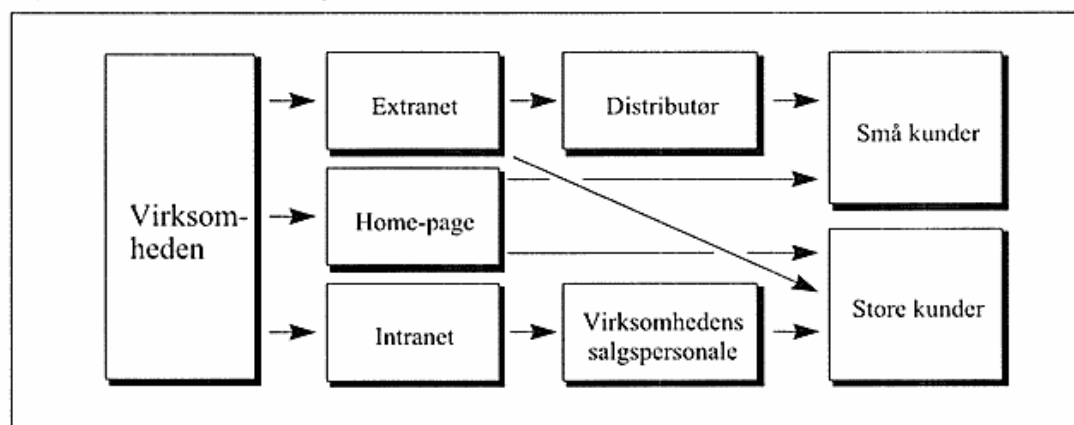 Virksom-
heden
Extranet
Distributør
Små kunder
Home-page
Store kunder
Intranet
Virksomhedens
salgspersonale